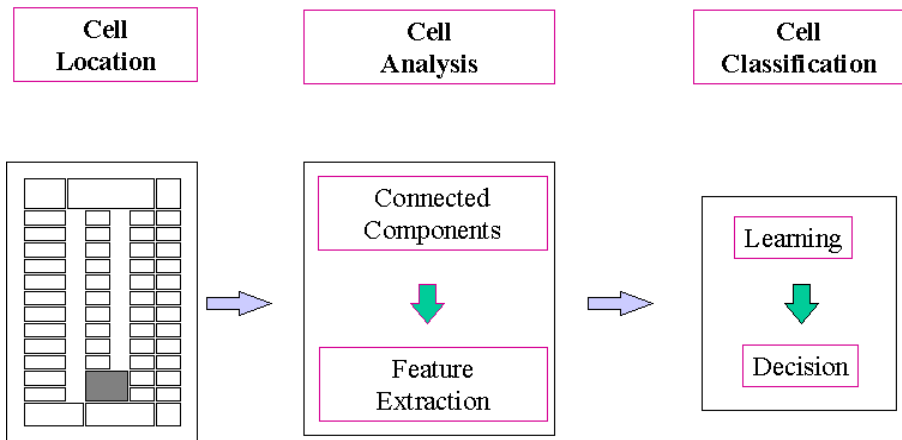 Cell
Location
Cell
Analysis
Cell
Classification
Connected
Components
Feature
Extraction
Learning
Decision